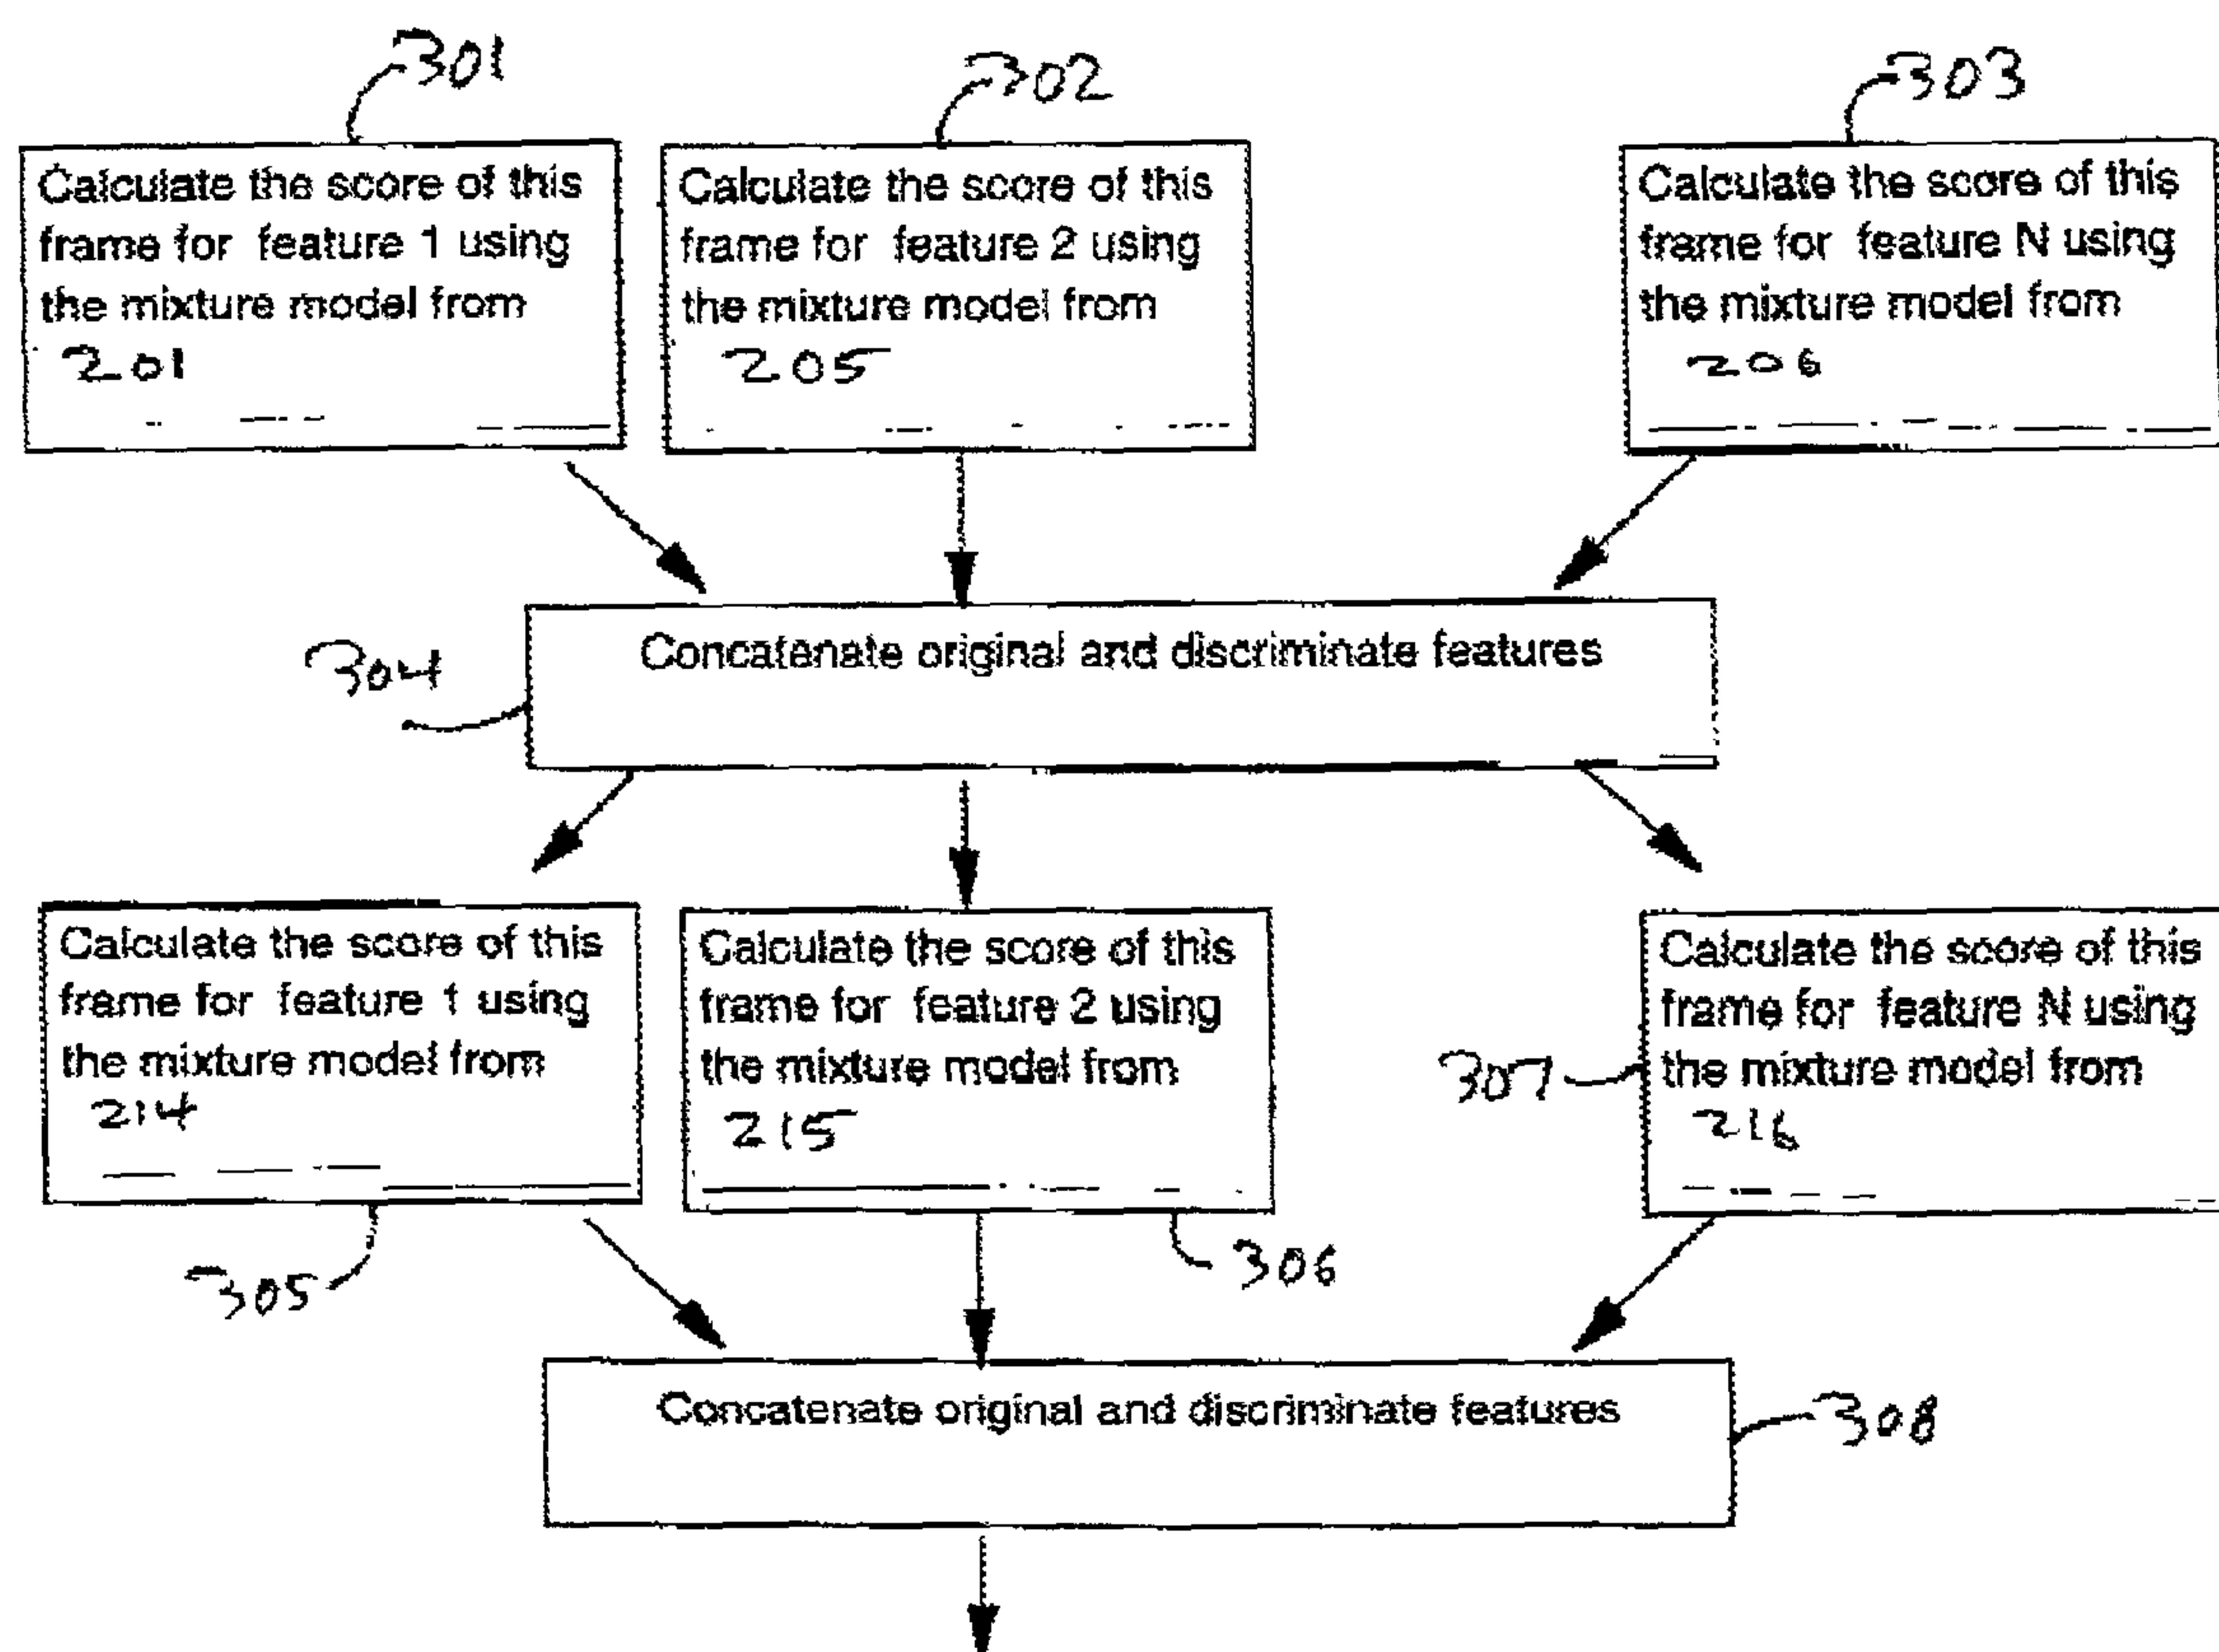 301
302
303
Calculate the score of this
frame for feature 1 using
the mixture model from
201
Calculate the score of this
frame for feature 2 using
the mixture model from
205
Calculate the score of this
frame for feature N using
the mixture model from
206
304
Concatenate original and discriminate features
Calculate the score of this
frame for feature 1 using
the mixture model from
214
Calculate the score of this
frame for feature 2 using
the mixture model from
215
307
Calculate the score of this
frame for feature N using
the mixture model from
216
305
306
Concatenate original and discriminate features
308